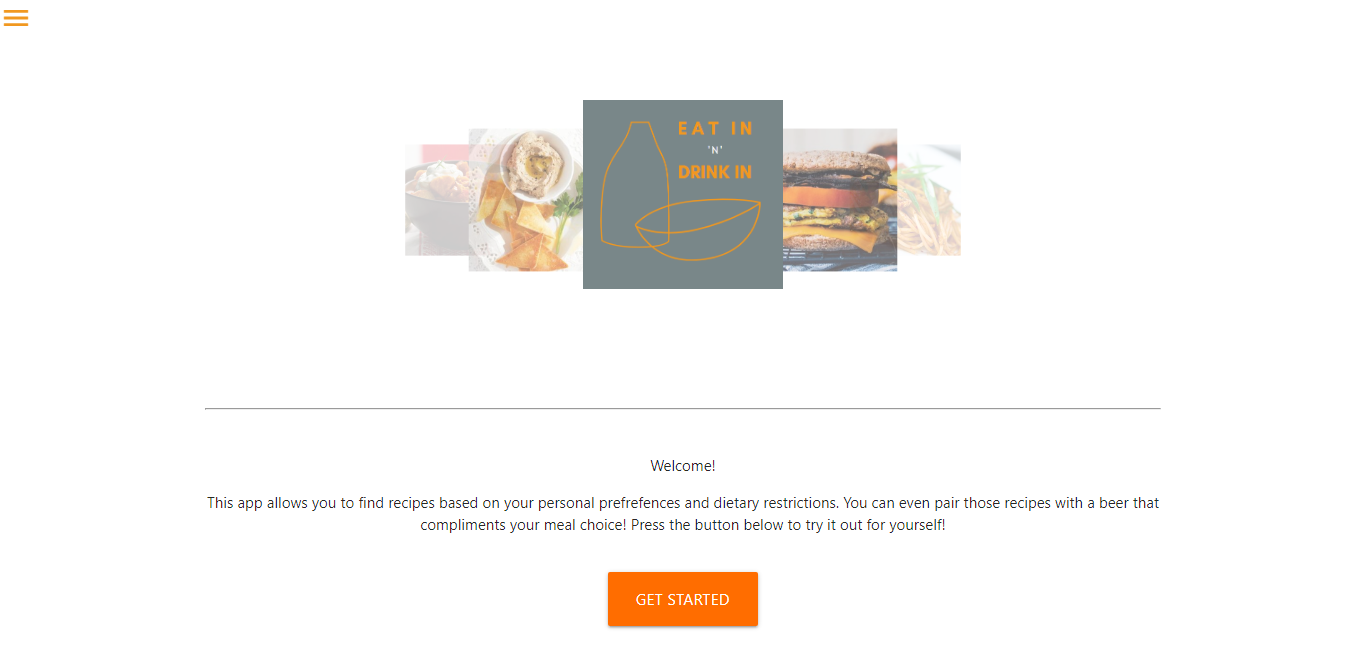 EAT IN
'N'
DRINK IN
Welcome!
This app allows you to find recipes based on your personal prefrefences and dietary restrictions. You can even pair those recipes with a beer that
compliments your meal choice! Press the button below to try it out for yourself!
GET STARTED